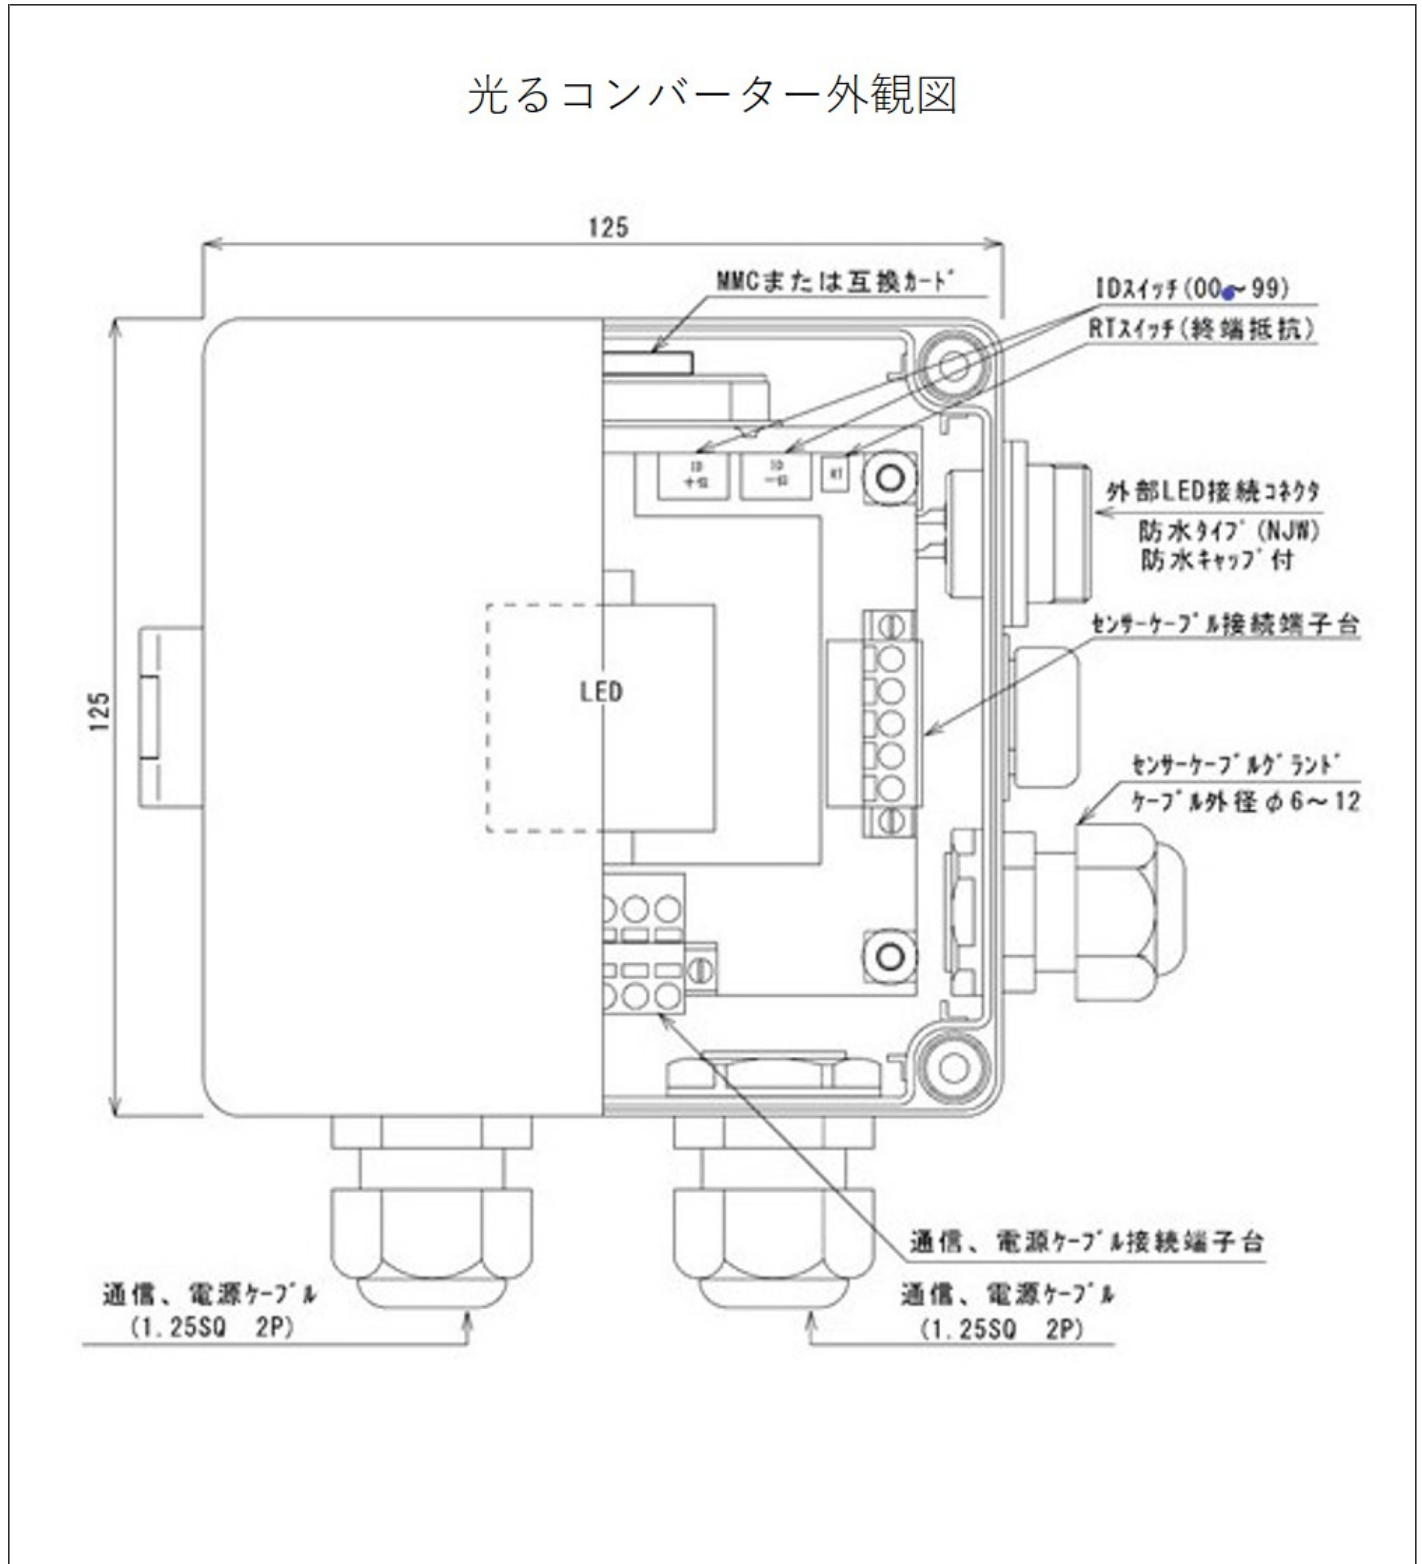 光るコンバーター外観図
125
MMCまたは互換ｶｰﾄﾞ
IDｽｲｯﾁ(00～99)
RTｽｲｯﾁ(終端抵抗)
ID
十位
ID
一位
RT
外部LED接続ｺﾈｸﾀ
防水ﾀｲﾌﾟ(NJW)
防水ｷｬｯﾌﾟ付
ｾﾝｻｰｹｰﾌﾞﾙ接続端子台
LED
125
ｾﾝｻｰｹｰﾌﾞﾙｸﾞﾗﾝﾄﾞ
ｹｰﾌﾞﾙ外径φ6～12
通信、電源ｹｰﾌﾞﾙ接続端子台
通信、電源ｹｰﾌﾞﾙ
(1.25SQ 2P)
通信、電源ｹｰﾌﾞﾙ
(1.25SQ 2P)